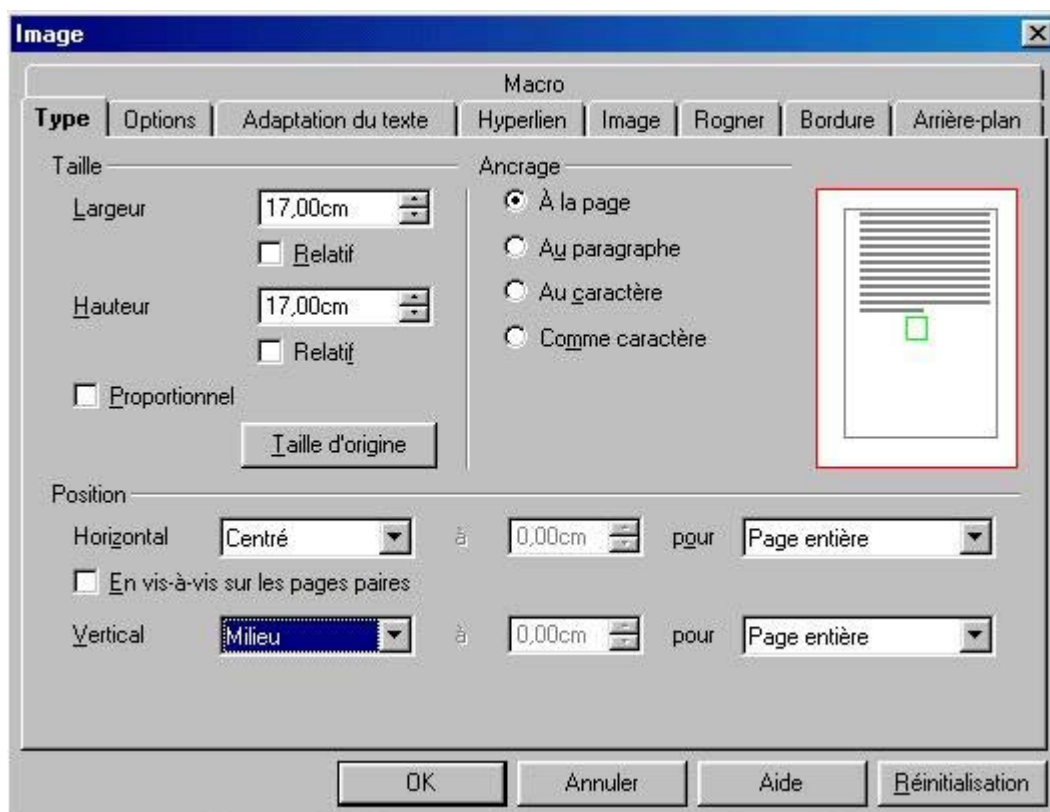 Image
Macro
Type Options Adaptation du texte Hyperlien Image Rogner Bordure Arrière-plan
Taille Ancrage
Largeur 17,00cm À la page
Relatif Au paragraphe
Hauteur 17,00cm Au caractère
Relatif Comme caractère
Proportionnel
Taille d'origine
Position
Horizontal Centré à 0,00cm pour Page entière
En vis-à-vis sur les pages paires
Vertical Milieu à 0,00cm pour Page entière
OK Annuler Aide Réinitialisation